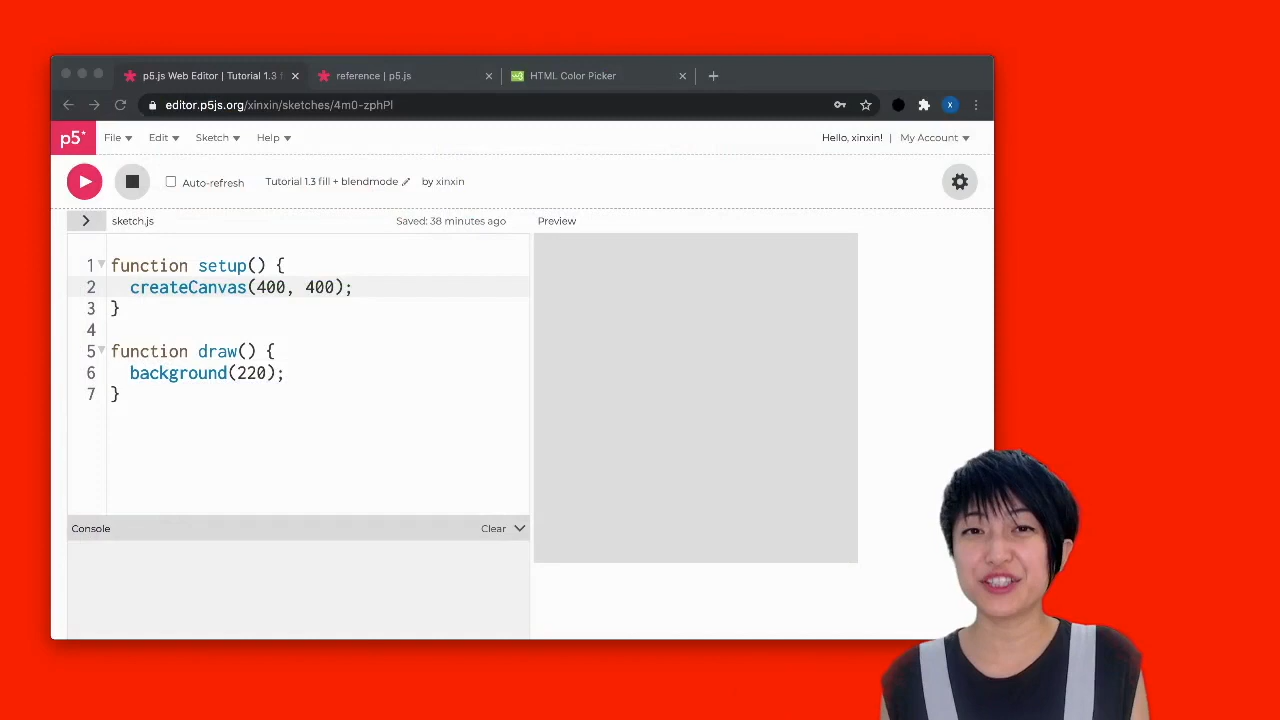 p5.js Web Editor | Tutorial 1.3 f
reference | p5.js
HTML Color Picker
editor.p5js.org/xinxin/sketches/4m0-zphPl
X
p5*
File
Edit
Sketch
Help
Hello, xinxin! | My Account
Auto-refresh
Tutorial 1.3 fill + blendmode
by xinxin
sketch.js
Saved: 38 minutes ago
Preview
1 function setup() {
2 createCanvas(400, 400);
3 }
4
5 function draw() {
6 background(220);
7 }
Console
Clear